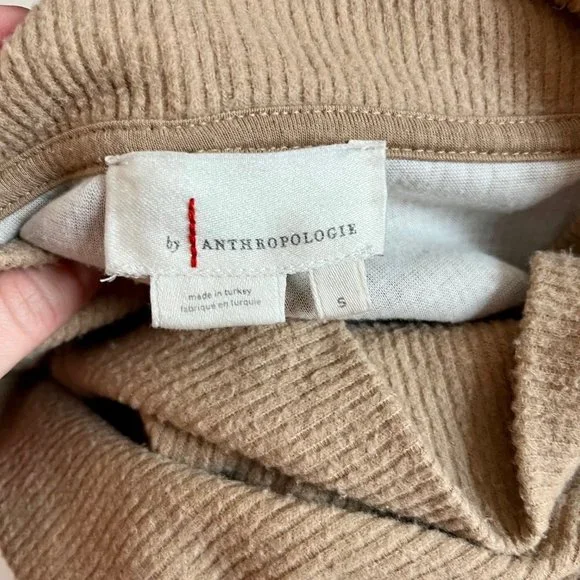 by ANTHROPOLOGIE
made in turkey
fabriqué en turquie
S